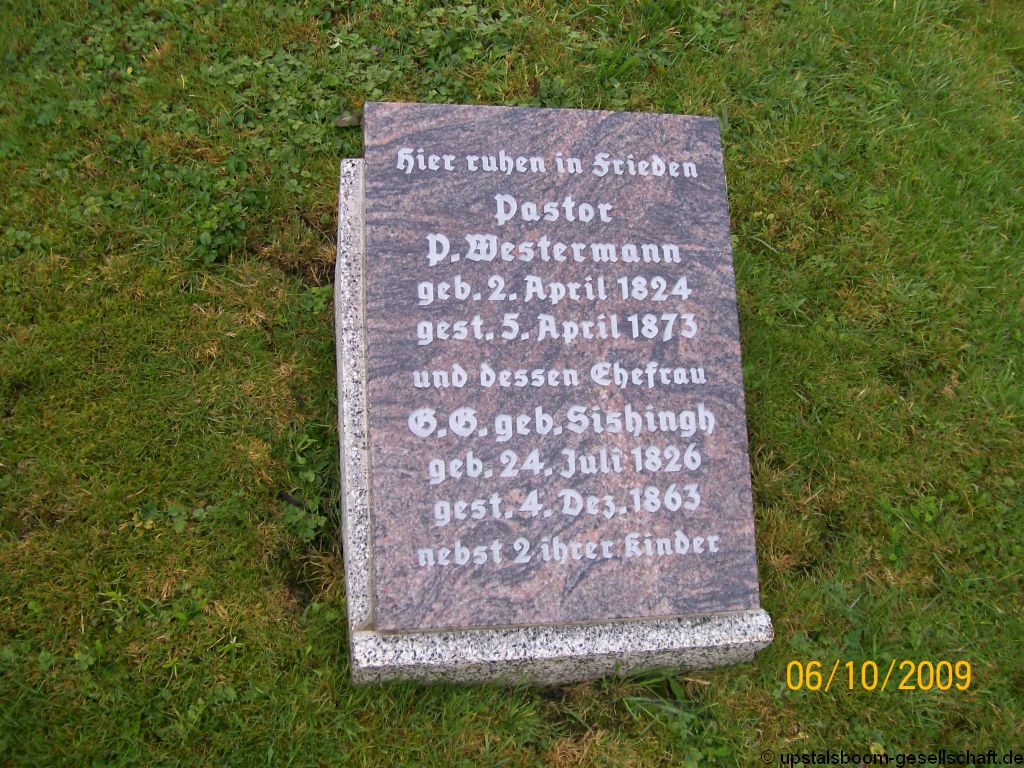 Hier ruhen in Frieden
Pastor
P. Westermann
geb. 2. April 1824
gest. 5. April 1873
und dessen Ehefrau
G. G. geb. Sishingh
geb. 24. Juli 1826
gest. 4. Dez. 1863
nebst 2 ihrer Kinder
06/10/2009
© upstalsboom-gesellschaft.de